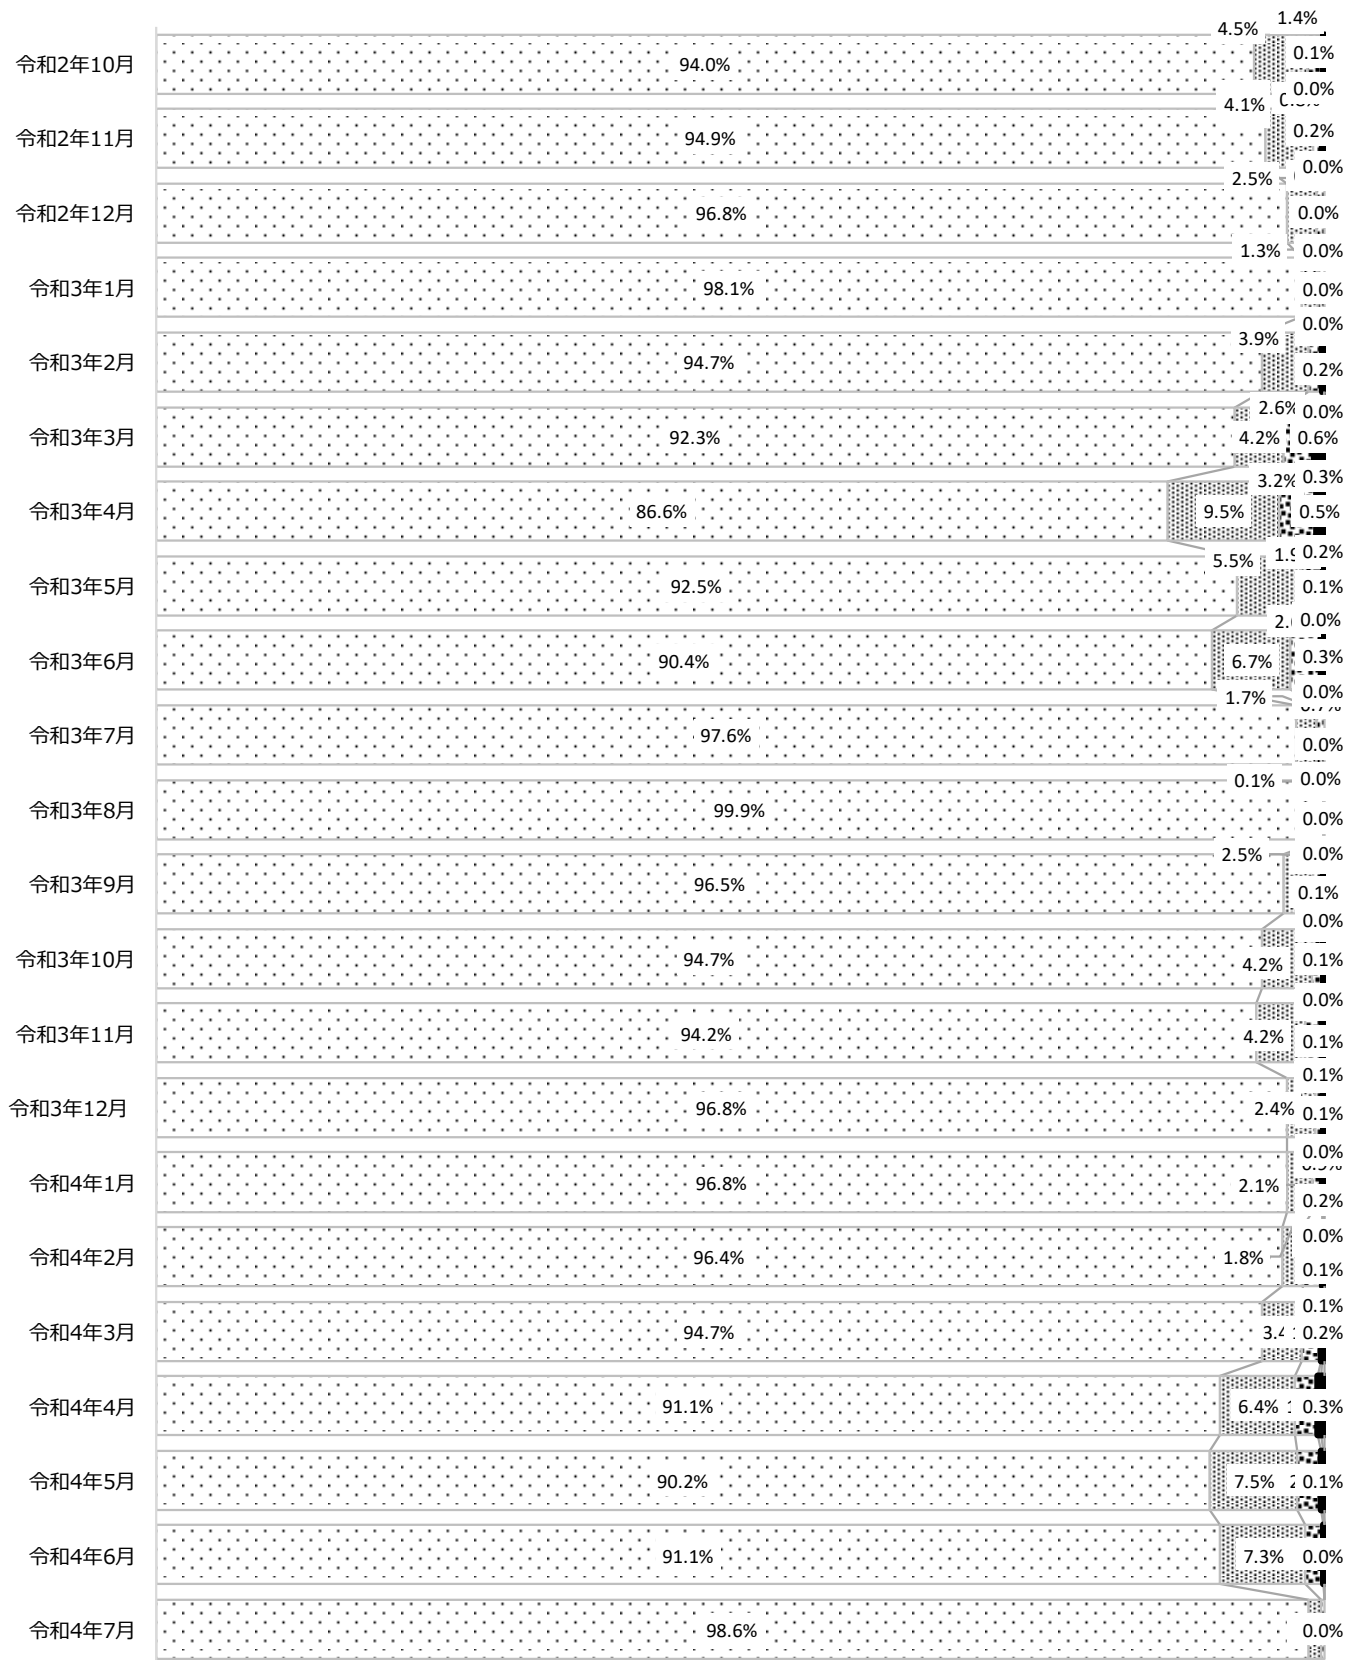 4.5% 1.4%
令和2年10月 94.0% 0.1%
0.0%
4.1%
令和2年11月 94.9% 0.2%
0.0%
2.5%
令和2年12月 96.8% 0.0%
1.3% 0.0%
令和3年1月 98.1% 0.0%
0.0%
3.9%
令和3年2月 94.7% 0.2%
2.6% 0.0%
令和3年3月 92.3% 4.2% 0.6%
3.2% 0.3%
令和3年4月 86.6% 9.5% 0.5%
5.5% 0.2%
令和3年5月 92.5% 0.1%
0.0%
令和3年6月 90.4% 6.7% 0.3%
1.7% 0.0%
令和3年7月 97.6% 0.0%
0.1% 0.0%
令和3年8月 99.9% 0.0%
2.5% 0.0%
令和3年9月 96.5% 0.1%
0.0%
令和3年10月 94.7% 4.2% 0.1%
0.0%
令和3年11月 94.2% 4.2% 0.1%
0.1%
令和3年12月 96.8% 2.4% 0.1%
0.0%
令和4年1月 96.8% 2.1% 0.2%
0.0%
令和4年2月 96.4% 1.8% 0.1%
0.1%
令和4年3月 94.7% 3.4 0.2%
令和4年4月 91.1% 6.4% 0.3%
令和4年5月 90.2% 7.5% 0.1%
令和4年6月 91.1% 7.3% 0.0%
令和4年7月 98.6% 0.0%